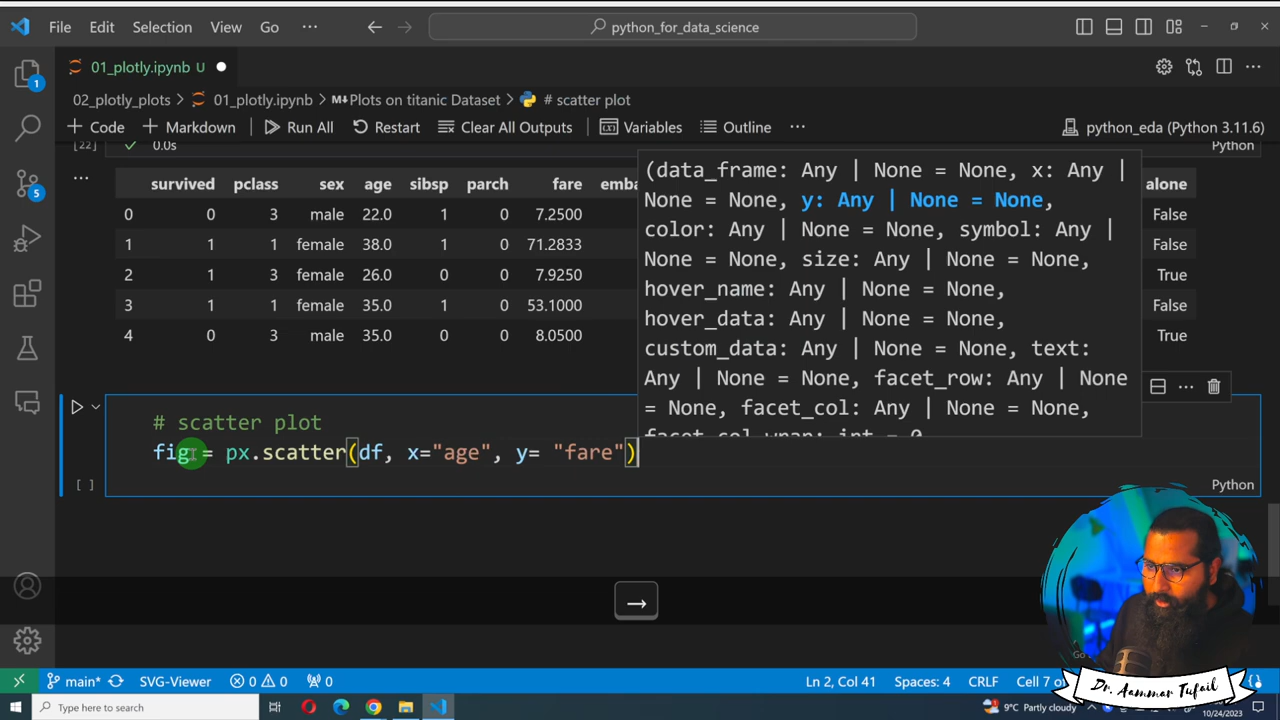 File Edit Selection View Go ··· python_for_data_science
01_plotly.ipynb U
02_plotly_plots > 01_plotly.ipynb > M↓Plots on titanic Dataset > # scatter plot
+ Code + Markdown Run All Restart Clear All Outputs Variables Outline ··· python_eda (Python 3.11.6)
[22] 0.0s Python
... survived pclass sex age sibsp parch fare emba alone
0 0 3 male 22.0 1 0 7.2500 False
1 1 1 female 38.0 1 0 71.2833 False
2 1 3 female 26.0 0 0 7.9250 True
3 1 1 female 35.0 1 0 53.1000 False
4 0 3 male 35.0 0 0 8.0500 True
(data_frame: Any | None = None, x: Any |
None = None, y: Any | None = None,
color: Any | None = None, symbol: Any |
None = None, size: Any | None = None,
hover_name: Any | None = None,
hover_data: Any | None = None,
custom_data: Any | None = None, text:
Any | None = None, facet_row: Any | None
= None, facet_col: Any | None = None,
facet_col_wrap: int = 0
# scatter plot
fig = px.scatter(df, x="age", y= "fare")
[ ] Python
→
1
5
main* SVG-Viewer 0 0 0 Ln 2, Col 41 Spaces: 4 CRLF Cell 7 of
Dr. Aammar Tufail
Type here to search 9°C Partly cloudy
10/24/2023